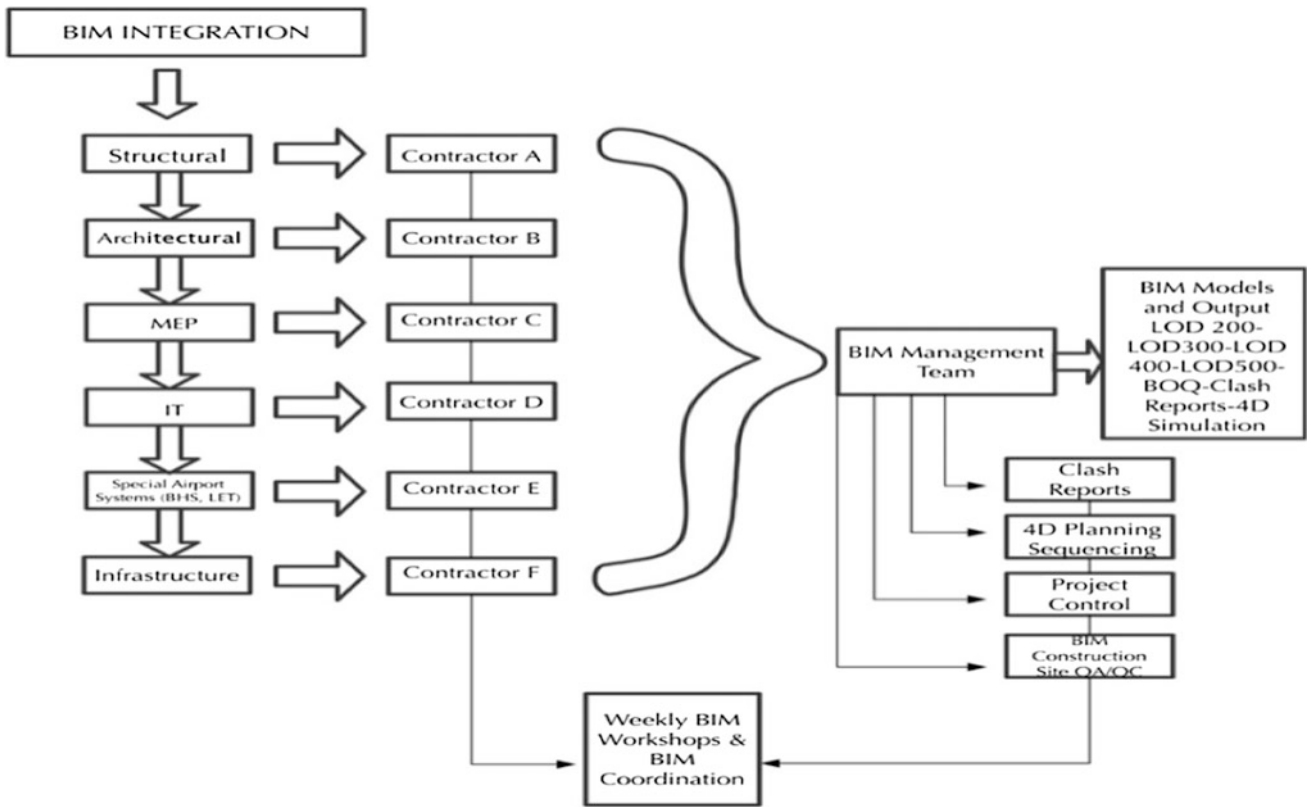 BIM INTEGRATION
Structural
Contractor A
Architectural
Contractor B
MEP
Contractor C
IT
Contractor D
Special Airport
Systems (BHS, LET)
Contractor E
Infrastructure
Contractor F
BIM Management
Team
BIM Models
and Output
LOD 200-
LOD300-LOD
400-LOD500-
BOQ-Clash
Reports-4D
Simulation
Clash
Reports
4D Planning
Sequencing
Project
Control
BIM
Construction
Site QA/QC
Weekly BIM
Workshops &
BIM
Coordination